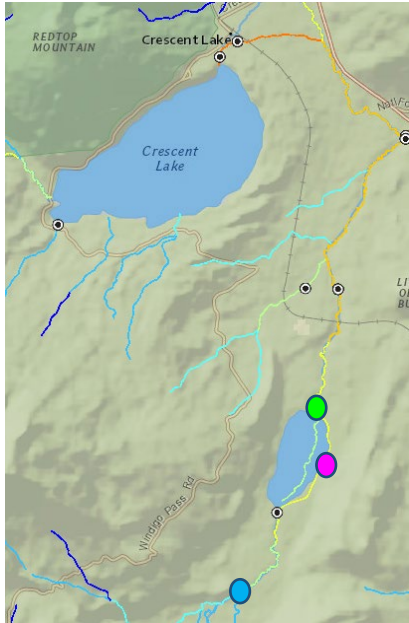 REDTOP
MOUNTAIN
Crescent Lake
Crescent
Lake
Windigo Pass Rd